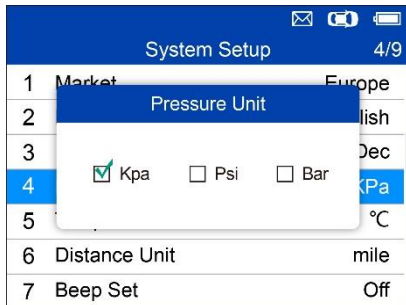 System Setup 4/9
1 Market Europe
Pressure Unit
2 lish
3 Dec
Kpa Psi Bar
4 KPa
5 ℃
6 Distance Unit mile
7 Beep Set Off